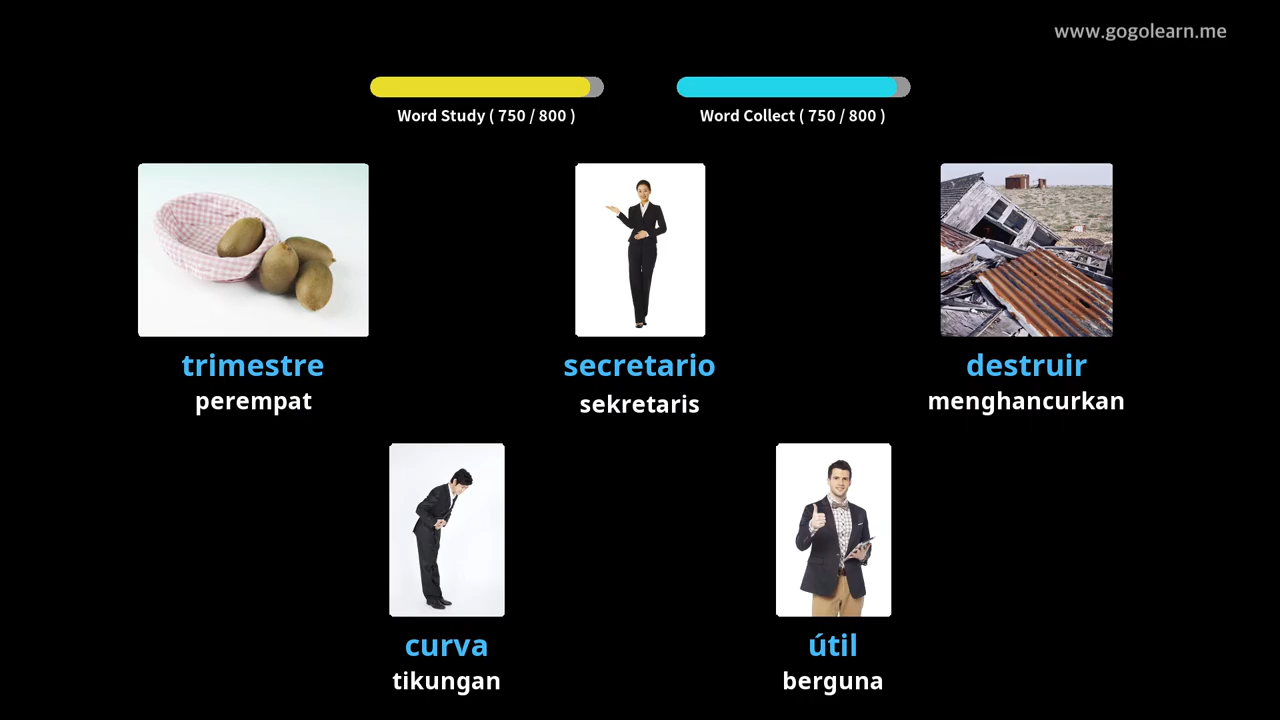 www.gogolearn.me
Word Study ( 750 / 800 )
Word Collect ( 750 / 800 )
trimestre
perempat
secretario
sekretaris
destruir
menghancurkan
curva
tikungan
útil
berguna